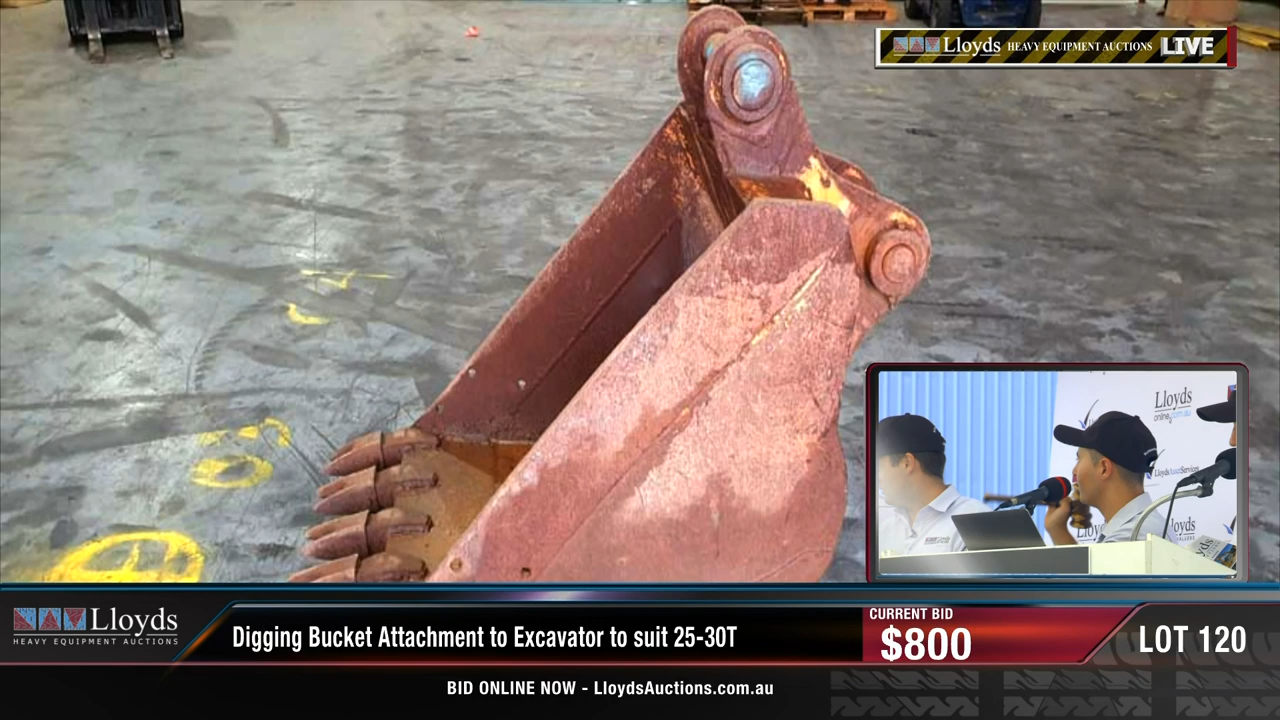 Lloyds HEAVY EQUIPMENT AUCTIONS LIVE
Lloyds
online.com.au
Lloyds
Lloyds
HEAVY EQUIPMENT AUCTIONS
Digging Bucket Attachment to Excavator to suit 25-30T
CURRENT BID
$800
LOT 120
BID ONLINE NOW - LloydsAuctions.com.au